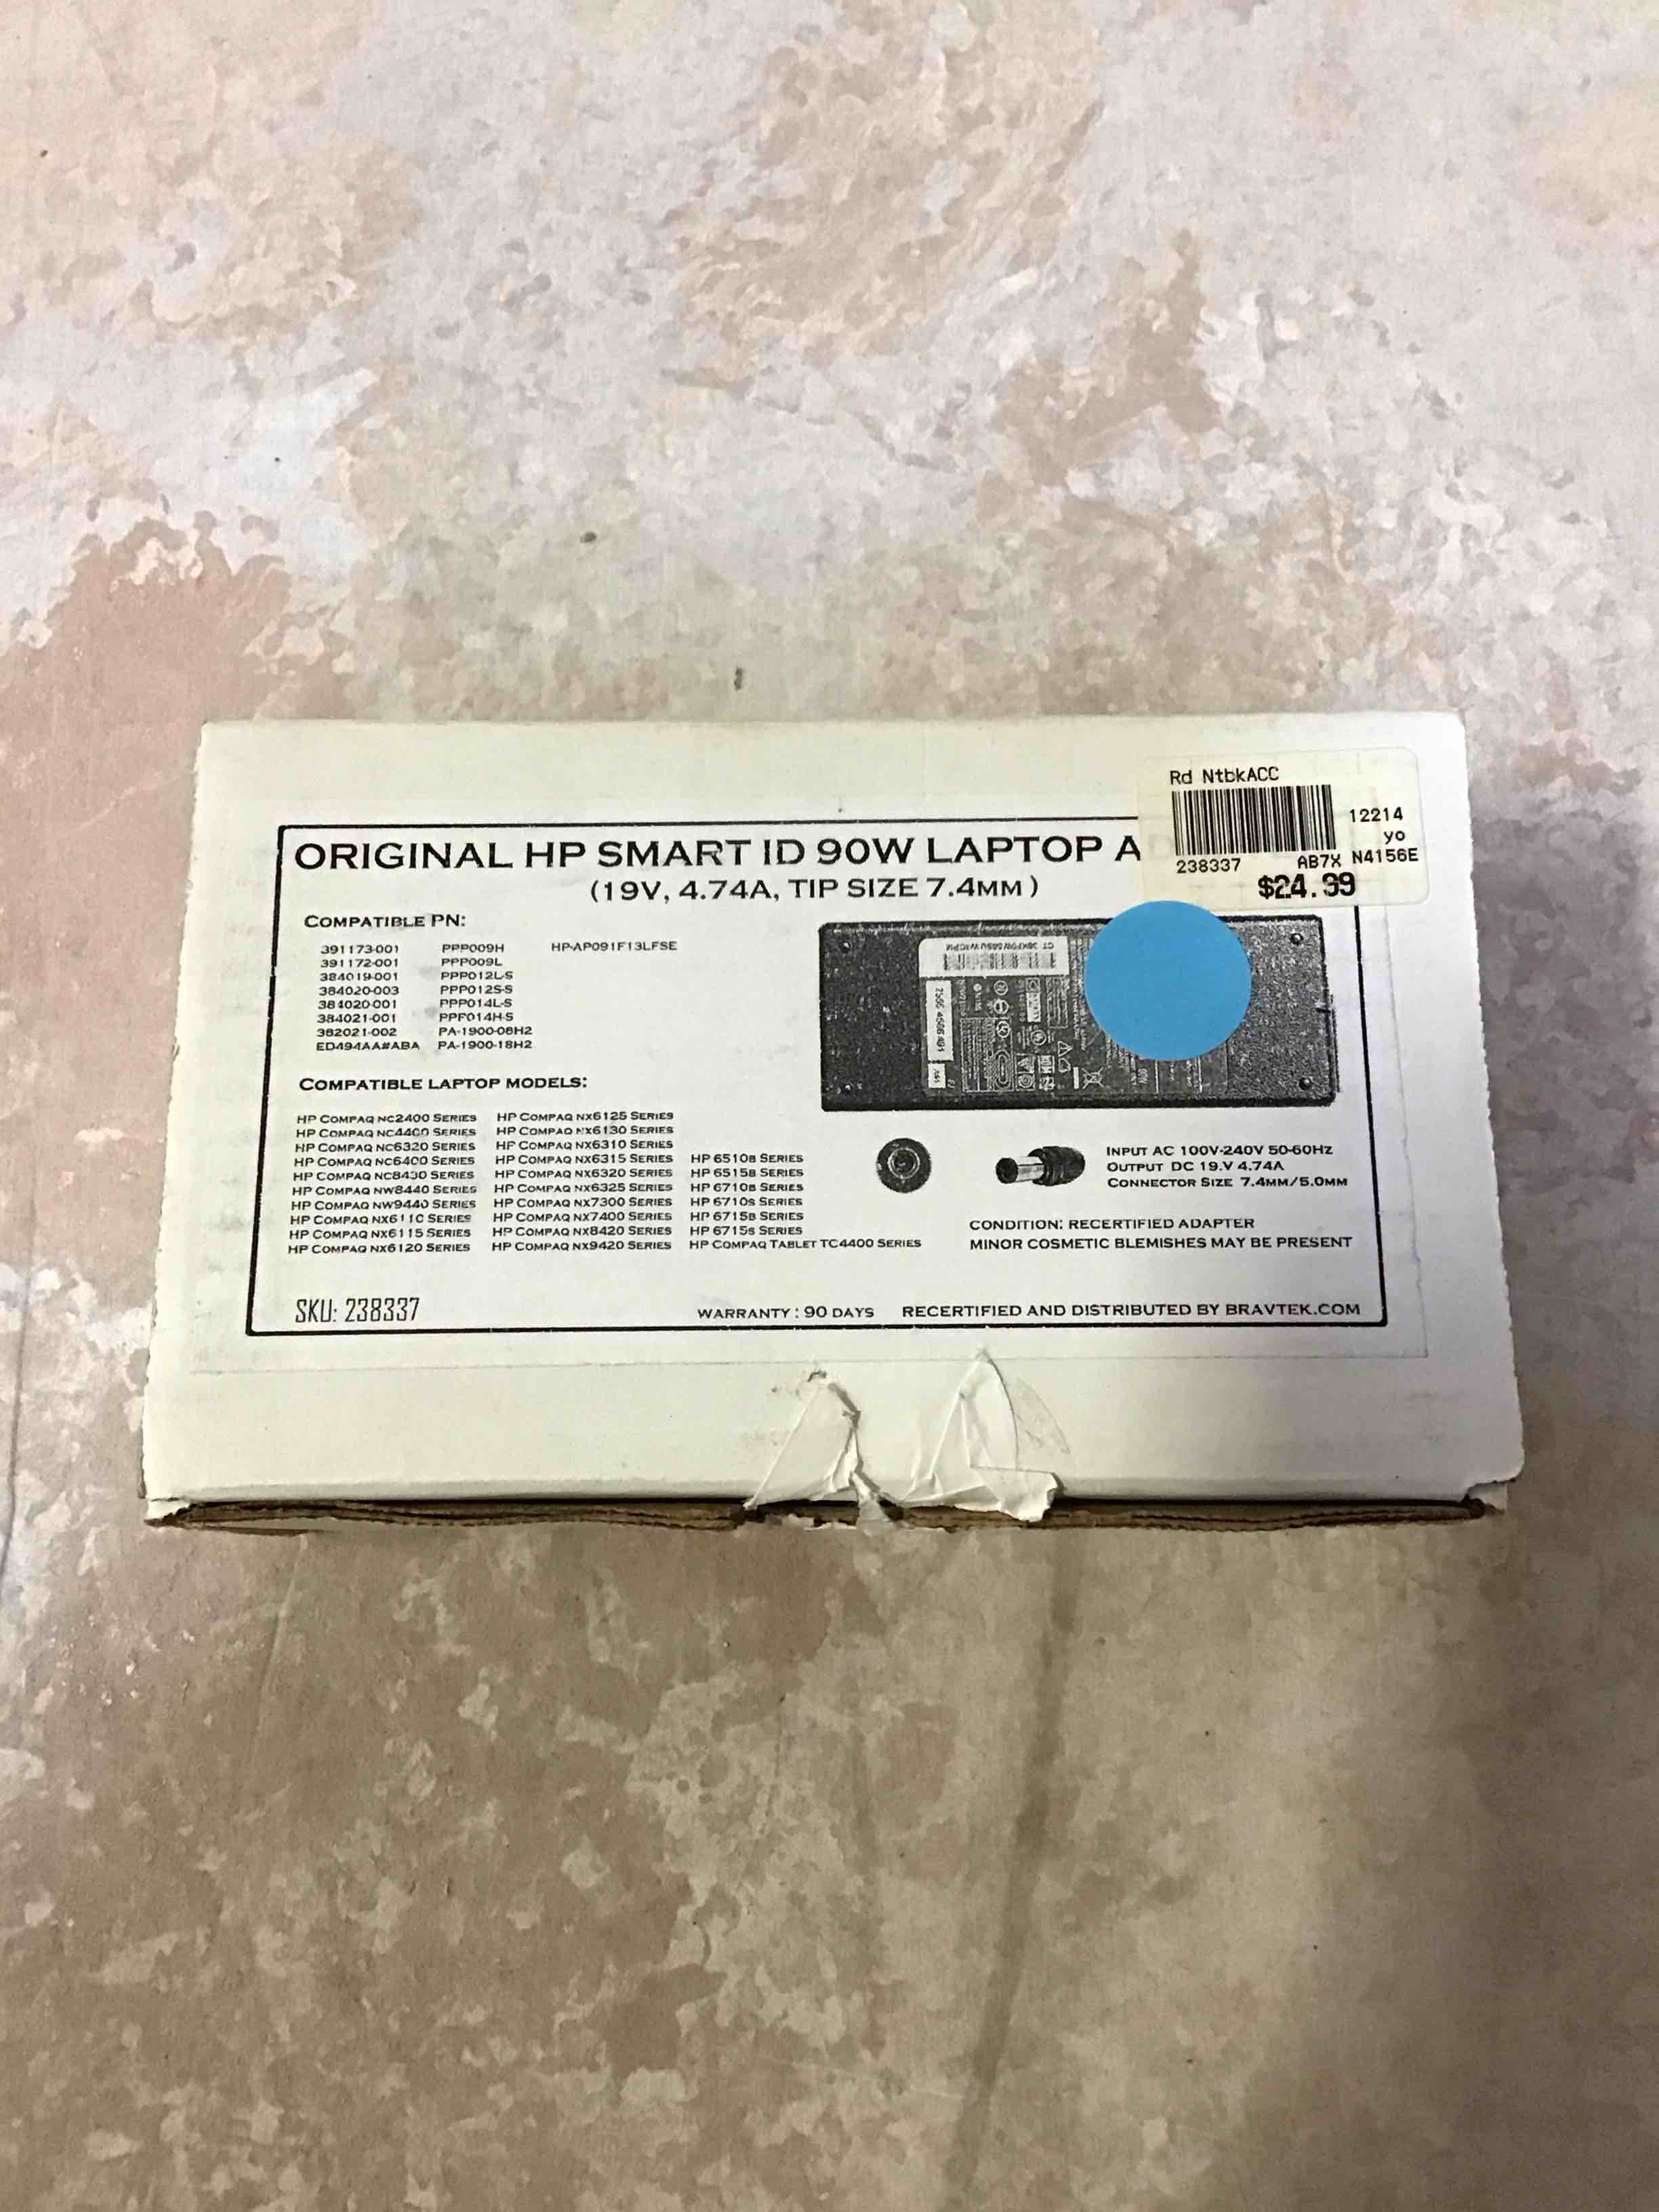 Rd NtbkACC
12214
yo
238337 AB7X N4156E
$24.99
ORIGINAL HP SMART ID 90W LAPTOP A
(19V, 4.74A, TIP SIZE 7.4MM)
COMPATIBLE PN:
391173-001 PPP009H HP-AP091F13LFSE
391172-001 PPP009L
384019-001 PPP012L-S
384020-003 PPP012S-S
384020-001 PPP014L-S
384021-001 PPP014H-S
382021-002 PA-1900-08H2
ED494AA#ABA PA-1900-18H2
COMPATIBLE LAPTOP MODELS:
HP COMPAQ NC2400 SERIES HP COMPAQ NX6125 SERIES
HP COMPAQ NC4400 SERIES HP COMPAQ NX6130 SERIES
HP COMPAQ NC6320 SERIES HP COMPAQ NX6310 SERIES
HP COMPAQ NC6400 SERIES HP COMPAQ NX6315 SERIES HP 6510B SERIES
HP COMPAQ NC8430 SERIES HP COMPAQ NX6320 SERIES HP 6515B SERIES
HP COMPAQ NW8440 SERIES HP COMPAQ NX6325 SERIES HP 6710B SERIES
HP COMPAQ NW9440 SERIES HP COMPAQ NX7300 SERIES HP 6710S SERIES
HP COMPAQ NX6110 SERIES HP COMPAQ NX7400 SERIES HP 6715B SERIES
HP COMPAQ NX6115 SERIES HP COMPAQ NX8420 SERIES HP 6715S SERIES
HP COMPAQ NX6120 SERIES HP COMPAQ NX9420 SERIES HP COMPAQ TABLET TC4400 SERIES
INPUT AC 100V-240V 50-60HZ
OUTPUT DC 19.V 4.74A
CONNECTOR SIZE 7.4MM/5.0MM
CONDITION: RECERTIFIED ADAPTER
MINOR COSMETIC BLEMISHES MAY BE PRESENT
SKU: 238337 WARRANTY : 90 DAYS RECERTIFIED AND DISTRIBUTED BY BRAVTEK.COM